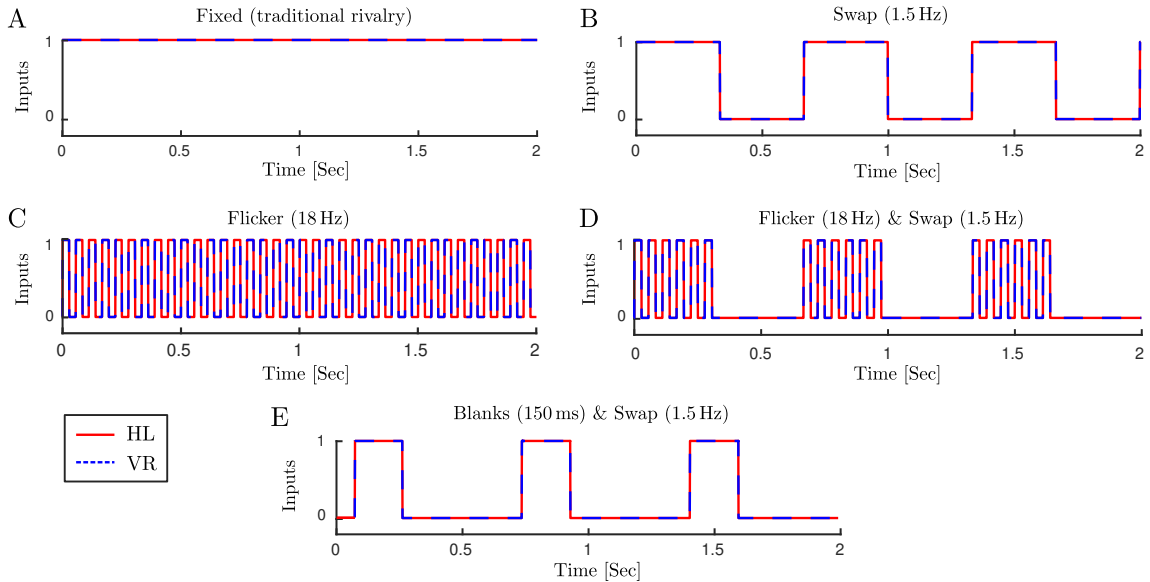 A
Fixed (traditional rivalry)
1
0
Inputs
0 0.5 1 1.5 2
Time [Sec]
B
Swap (1.5 Hz)
1
0
Inputs
0 0.5 1 1.5 2
Time [Sec]
C
Flicker (18 Hz)
1
0
Inputs
0 0.5 1 1.5 2
Time [Sec]
D
Flicker (18 Hz) & Swap (1.5 Hz)
1
0
Inputs
0 0.5 1 1.5 2
Time [Sec]
HL
VR
E
Blanks (150 ms) & Swap (1.5 Hz)
1
0
Inputs
0 0.5 1 1.5 2
Time [Sec]